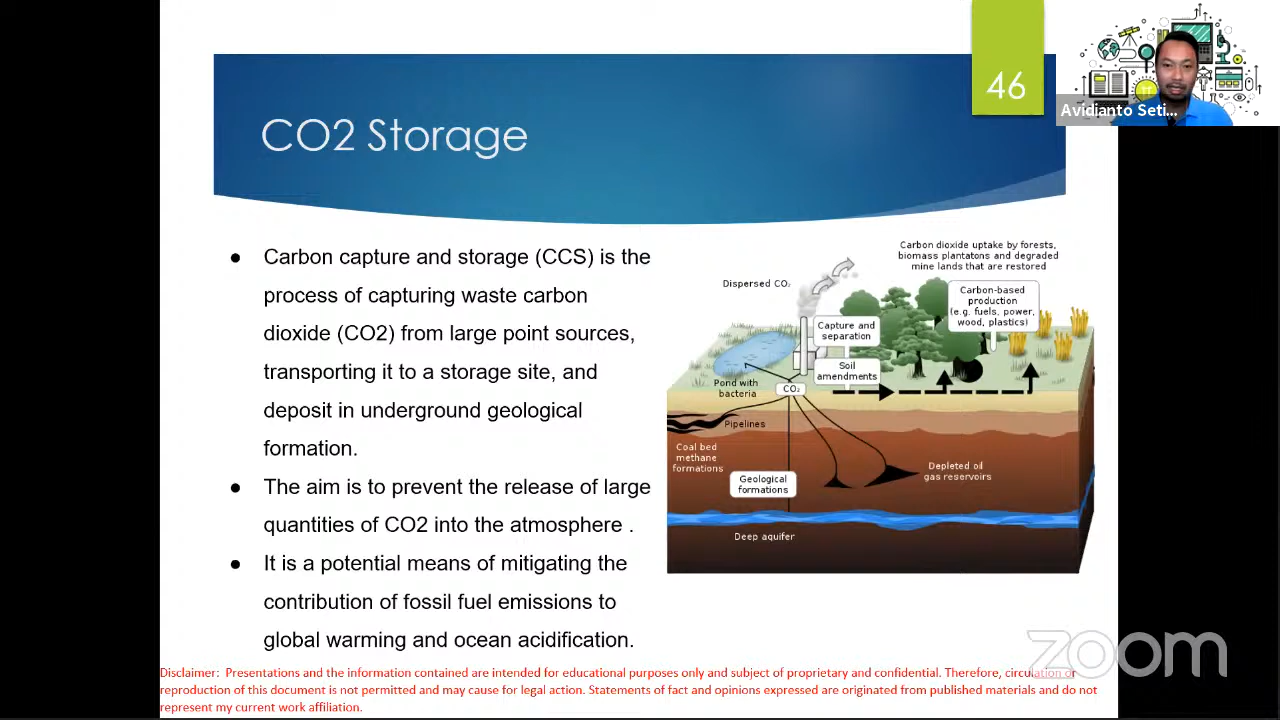 46
Avidianto Seti...
CO2 Storage
● Carbon capture and storage (CCS) is the
process of capturing waste carbon
dioxide (CO2) from large point sources,
transporting it to a storage site, and
deposit in underground geological
formation.
● The aim is to prevent the release of large
quantities of CO2 into the atmosphere .
● It is a potential means of mitigating the
contribution of fossil fuel emissions to
global warming and ocean acidification.
Carbon dioxide uptake by forests,
biomass plantatons and degraded
mine lands that are restored
Dispersed CO₂
Carbon-based
production
(e.g. fuels, power,
wood, plastics)
Capture and
separation
Soil
amendments
Pond with
bacteria
CO₂
Pipelines
Coal bed
methane
formations
Geological
formations
Depleted oil
gas reservoirs
Deep aquifer
zoom
Disclaimer: Presentations and the information contained are intended for educational purposes only and subject of proprietary and confidential. Therefore, circulation or
reproduction of this document is not permitted and may cause for legal action. Statements of fact and opinions expressed are originated from published materials and do not
represent my current work affiliation.